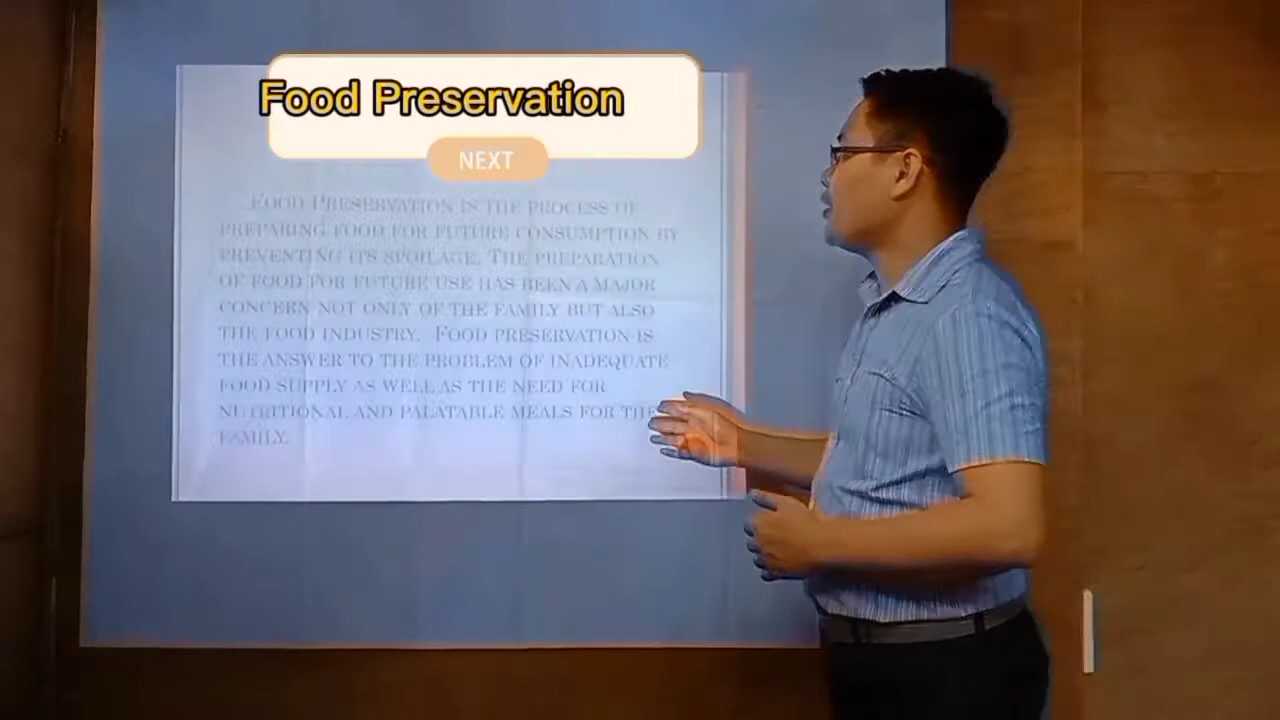 Food Preservation
NEXT
Food Preservation is the process of
preparing food for future consumption by
preventing its spoilage. The preparation
of food for future use has been a major
concern not only of the family but also
the food industry. Food preservation is
the answer to the problem of inadequate
food supply as well as the need for
nutritional and palatable meals for the
family.